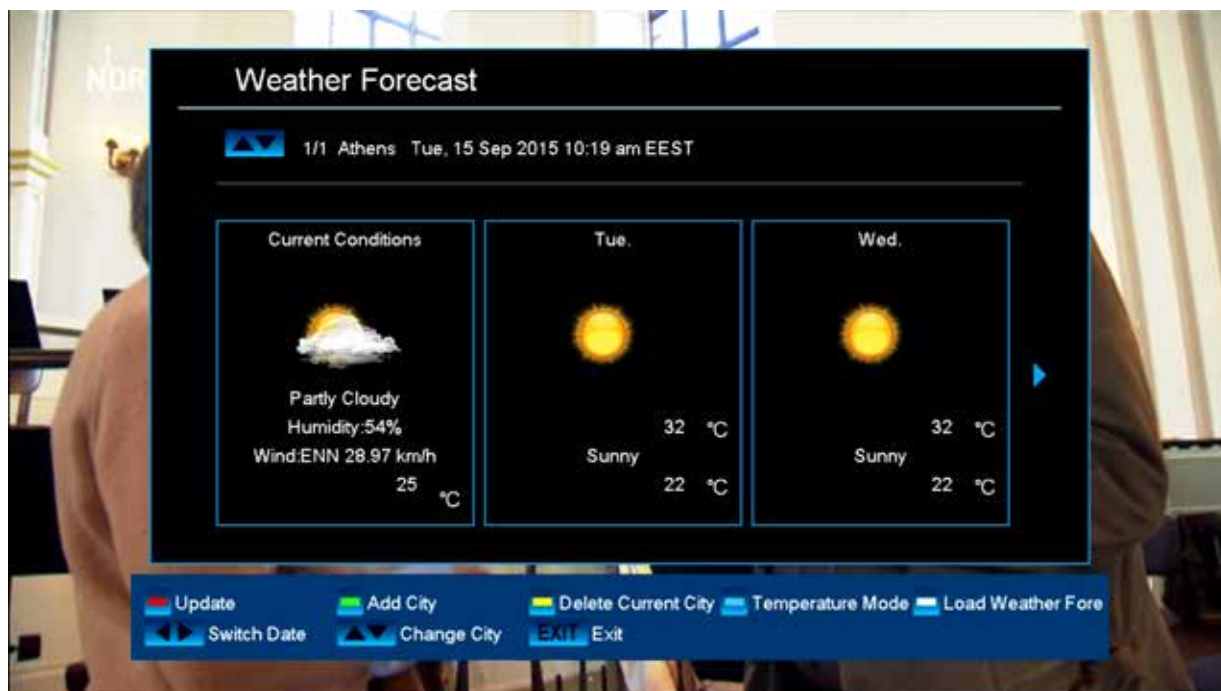 NDR
Weather Forecast
1/1 Athens Tue, 15 Sep 2015 10:19 am EEST
Current Conditions
Partly Cloudy
Humidity:54%
Wind:ENN 28.97 km/h
25 °C
Tue.
32 °C
Sunny
22 °C
Wed.
32 °C
Sunny
22 °C
Update Add City Delete Current City Temperature Mode Load Weather Fore
Switch Date Change City EXIT Exit